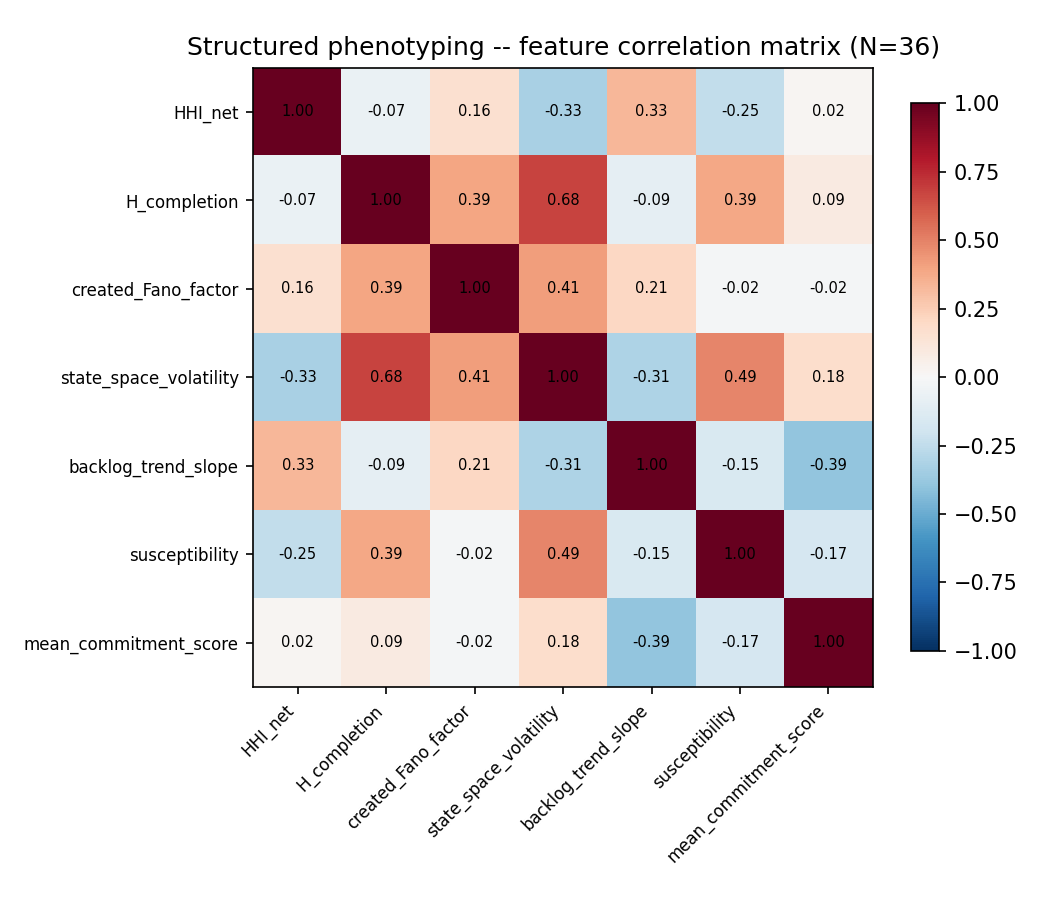 Structured phenotyping -- feature correlation matrix (N=36)
HHI_net 1.00 -0.07 0.16 -0.33 0.33 -0.25 0.02
H_completion -0.07 1.00 0.39 0.68 -0.09 0.39 0.09
created_Fano_factor 0.16 0.39 1.00 0.41 0.21 -0.02 -0.02
state_space_volatility -0.33 0.68 0.41 1.00 -0.31 0.49 0.18
backlog_trend_slope 0.33 -0.09 0.21 -0.31 1.00 -0.15 -0.39
susceptibility -0.25 0.39 -0.02 0.49 -0.15 1.00 -0.17
mean_commitment_score 0.02 0.09 -0.02 0.18 -0.39 -0.17 1.00
HHI_net
H_completion
created_Fano_factor
state_space_volatility
backlog_trend_slope
susceptibility
mean_commitment_score
1.00
0.75
0.50
0.25
0.00
−0.25
−0.50
−0.75
−1.00